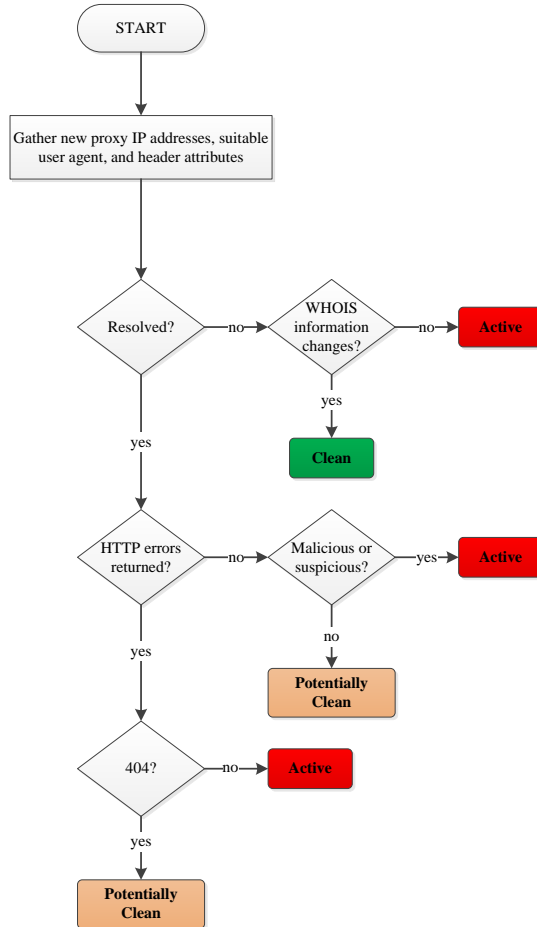 START
Gather new proxy IP addresses, suitable
user agent, and header attributes
Resolved?
no
WHOIS
information
changes?
no
Active
yes
yes
Clean
HTTP errors
returned?
no
Malicious or
suspicious?
yes
Active
no
yes
Potentially
Clean
404?
no
Active
yes
Potentially
Clean